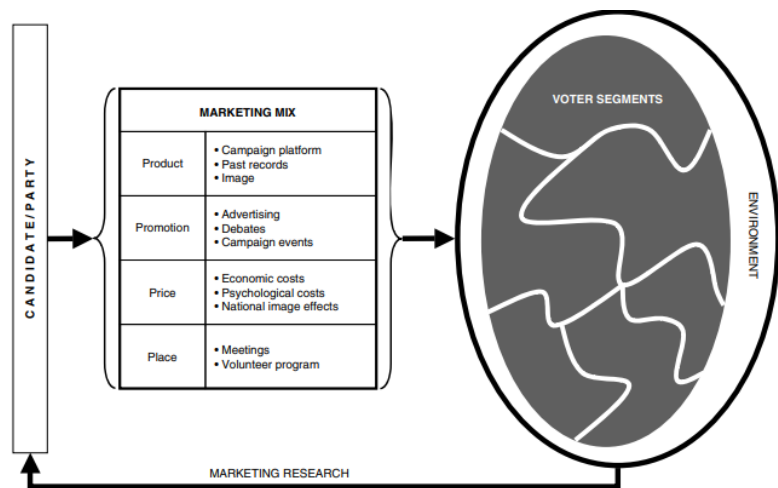 CANDIDATE/PARTY
MARKETING MIX
Product
• Campaign platform
• Past records
• Image
Promotion
• Advertising
• Debates
• Campaign events
Price
• Economic costs
• Psychological costs
• National image effects
Place
• Meetings
• Volunteer program
VOTER SEGMENTS
ENVIRONMENT
MARKETING RESEARCH